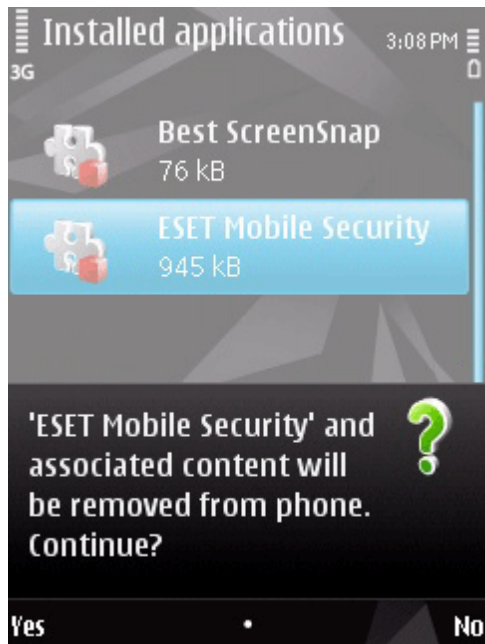 Installed applications 3:08 PM
3G
Best ScreenSnap
76 kB
ESET Mobile Security
945 kB
'ESET Mobile Security' and
associated content will
be removed from phone.
Continue?
Yes No